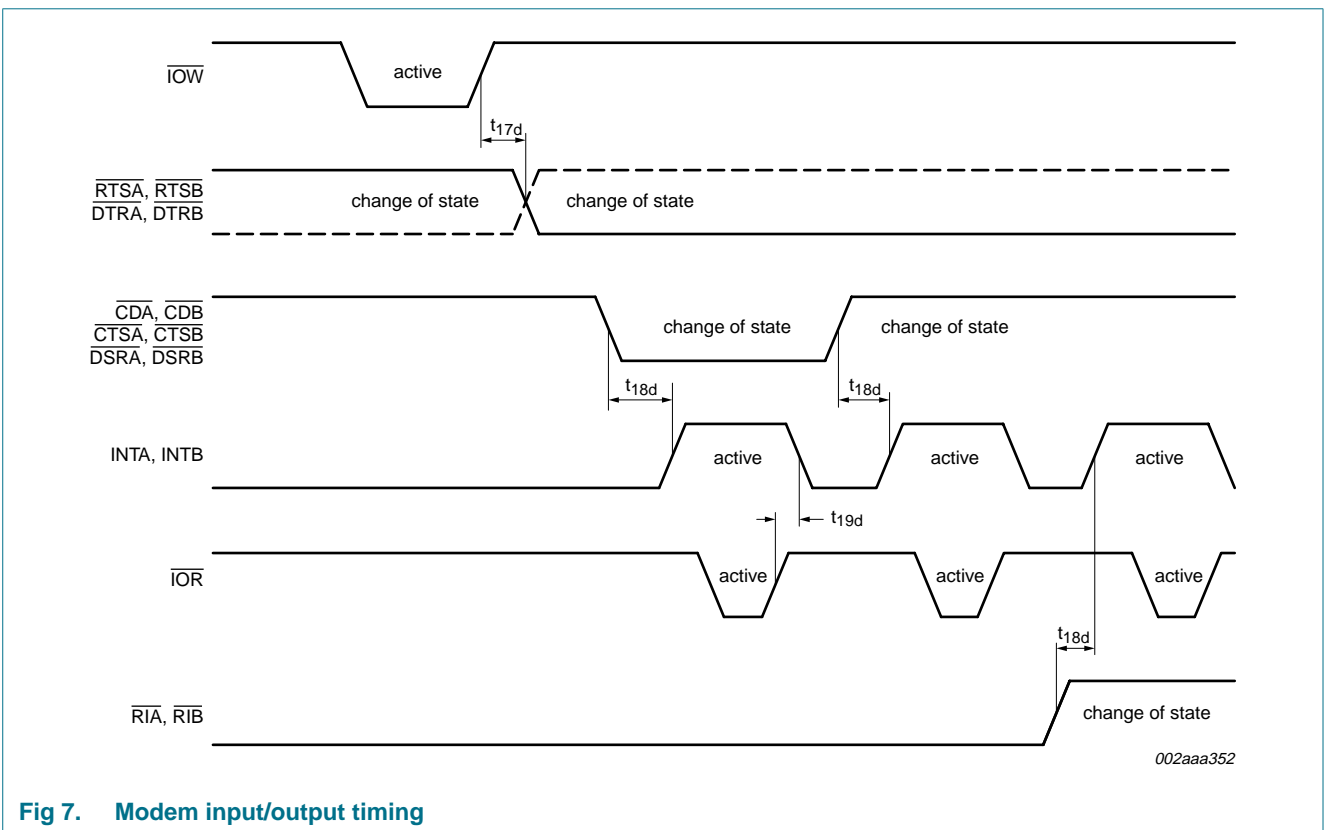 IOW
active
t17d
RTSA, RTSB
DTRA, DTRB
change of state
change of state
CDA, CDB
CTSA, CTSB
DSRA, DSRB
change of state
change of state
t18d
t18d
INTA, INTB
active
active
active
t19d
IOR
active
active
active
t18d
RIA, RIB
change of state
002aaa352
Fig 7. Modem input/output timing